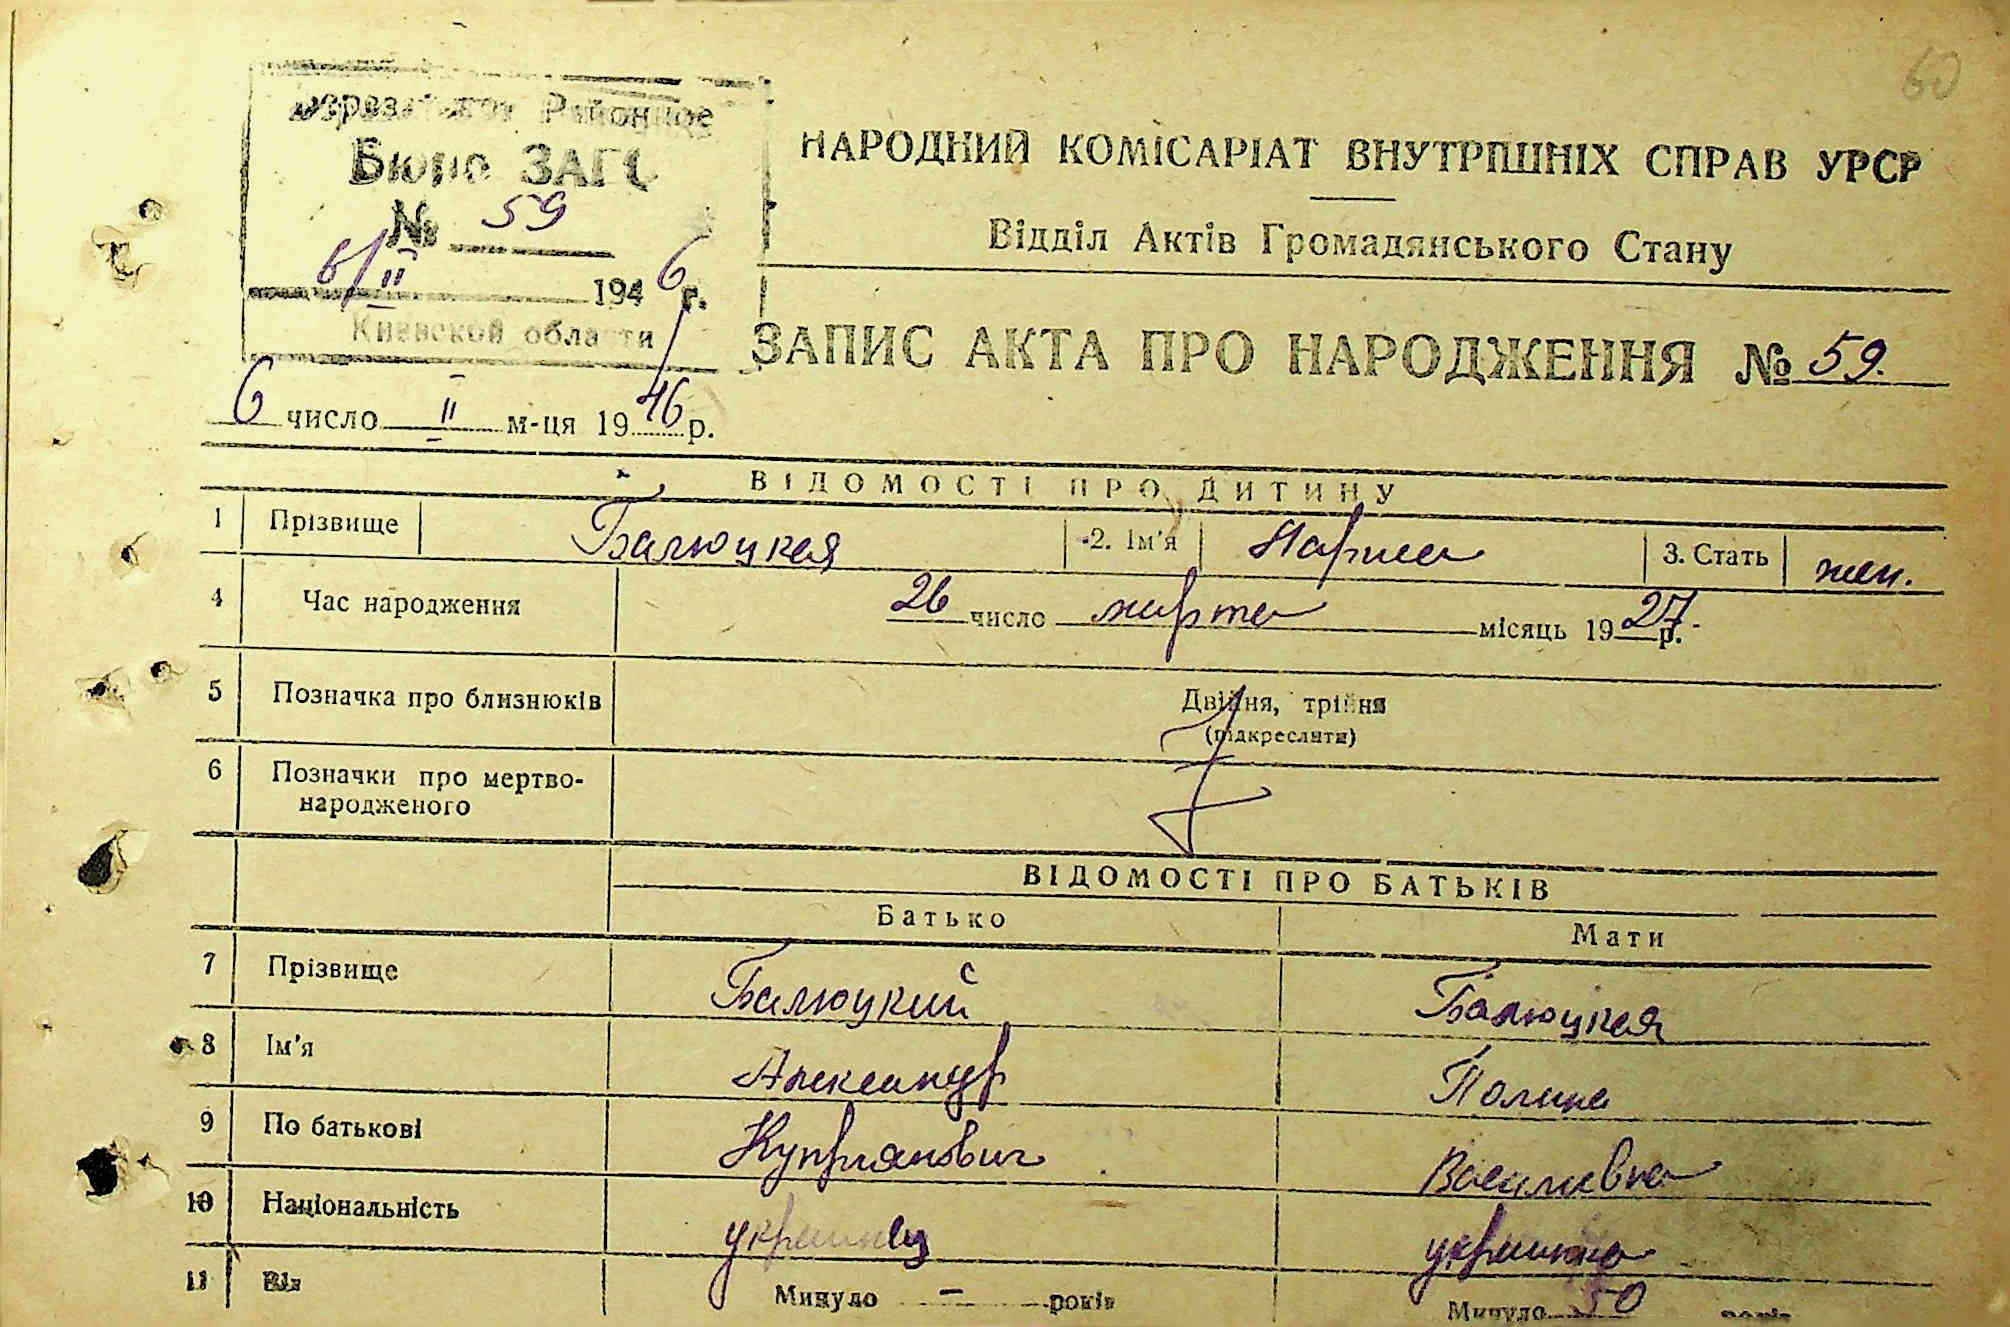 60
Районное
Бюро ЗАГС
№ 59
6/II 1946 г.
Киевской области
НАРОДНИЙ КОМІСАРІАТ ВНУТРІШНІХ СПРАВ УРСР
Відділ Актів Громадянського Стану
ЗАПИС АКТА ПРО НАРОДЖЕННЯ № 59.
6 число II м-ця 1946 р.
ВІДОМОСТІ ПРО ДИТИНУ
1 Прізвище Балюцкая 2. Ім'я 3. Стать жен.
4 Час народження 26 число марта місяць 1927 р.
5 Позначка про близнюків Двійня, трійня
(підкреслити)
6 Позначки про мертво-
народженого
ВІДОМОСТІ ПРО БАТЬКІВ
Батько Мати
7 Прізвище Балюцкий Балюцкая
8 Ім'я Александр Полина
9 По батькові Куприянович Васильевна
10 Національність украинец украинка
11 Вік Минуло — років Минуло 50 років